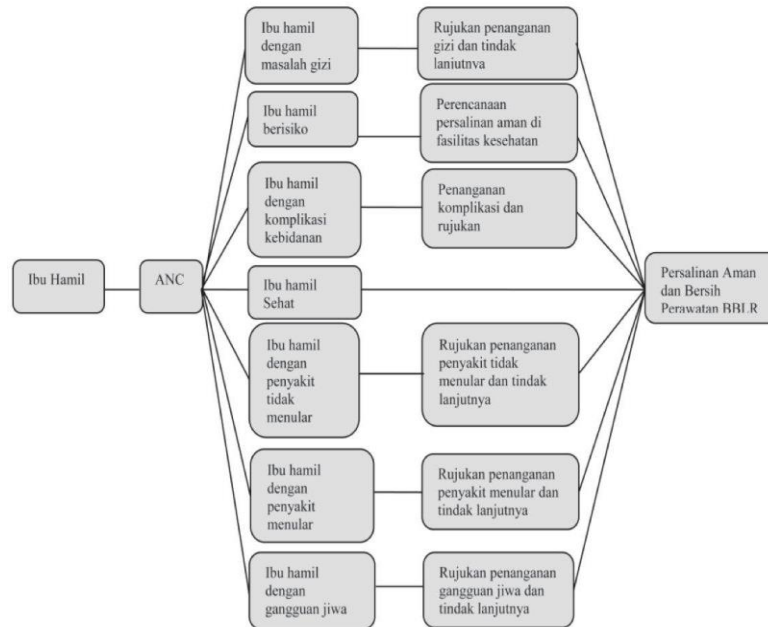 Ibu hamil
dengan
masalah gizi
Rujukan penanganan
gizi dan tindak
lanjutnya
Ibu hamil
berisiko
Perencanaan
persalinan aman di
fasilitas kesehatan
Ibu hamil
dengan
komplikasi
kebidanan
Penanganan
komplikasi dan
rujukan
Ibu Hamil
ANC
Ibu hamil
Sehat
Persalinan Aman
dan Bersih
Perawatan BBLR
Ibu hamil
dengan
penyakit
tidak
menular
Rujukan penanganan
penyakit tidak
menular dan tindak
lanjutnya
Ibu hamil
dengan
penyakit
menular
Rujukan penanganan
penyakit menular dan
tindak lanjutnya
Ibu hamil
dengan
gangguan jiwa
Rujukan penanganan
gangguan jiwa dan
tindak lanjutnya